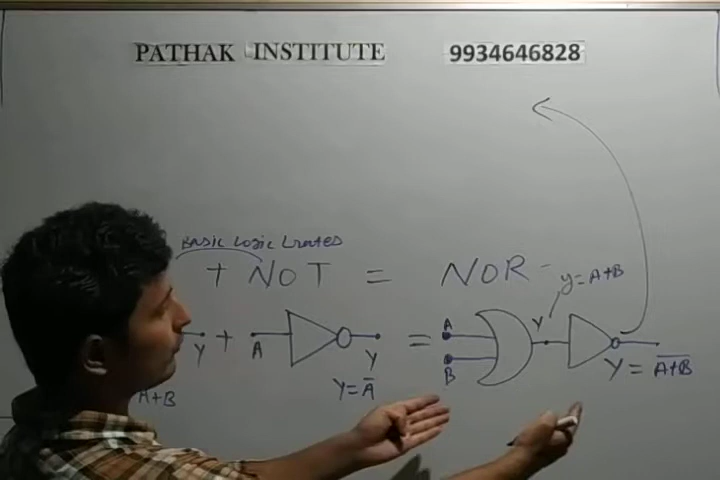 PATHAK INSTITUTE 9934646828
BASIC LOGIC GATES
+ NOT = NOR
y=A+B
Y + A Y = A B Y
A+B
Y=A̅
Y = A̅+̅B̅